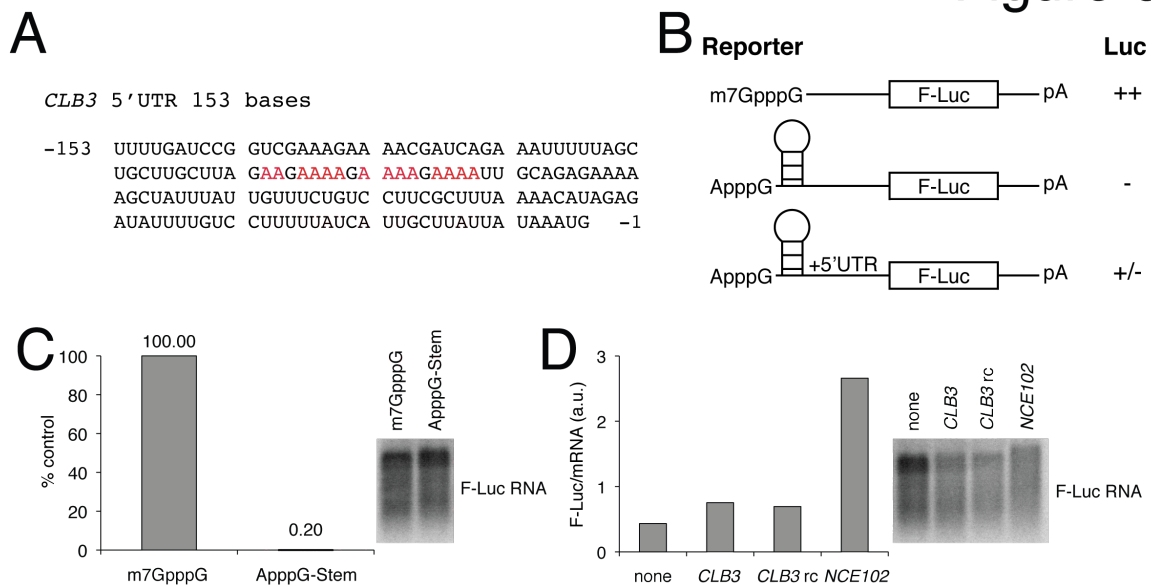 A
CLB3 5’UTR 153 bases
-153 UUUUGAUCCG GUCGAAAGAA AACGAUCAGA AAUUUUUAGC
UGCUUGCUUA GAAGAAAAGA AAAGAAAAUU GCAGAGAAAA
AGCUAUUUAU UGUUUCUGUC CUUCGCUUUA AAACAUAGAG
AUAUUUUGUC CUUUUUAUCA UUGCUUAUUA UAAAUG -1
B
Reporter Luc
m7GpppG F-Luc pA ++
ApppG F-Luc pA -
ApppG +5’UTR F-Luc pA +/-
C
% control
100
80
60
40
20
0
100.00
0.20
m7GpppG ApppG-Stem
m7GpppG
ApppG-Stem
F-Luc RNA
D
F-Luc/mRNA (a.u.)
3
2
1
0
none CLB3 CLB3 rc NCE102
none
CLB3
CLB3 rc
NCE102
F-Luc RNA